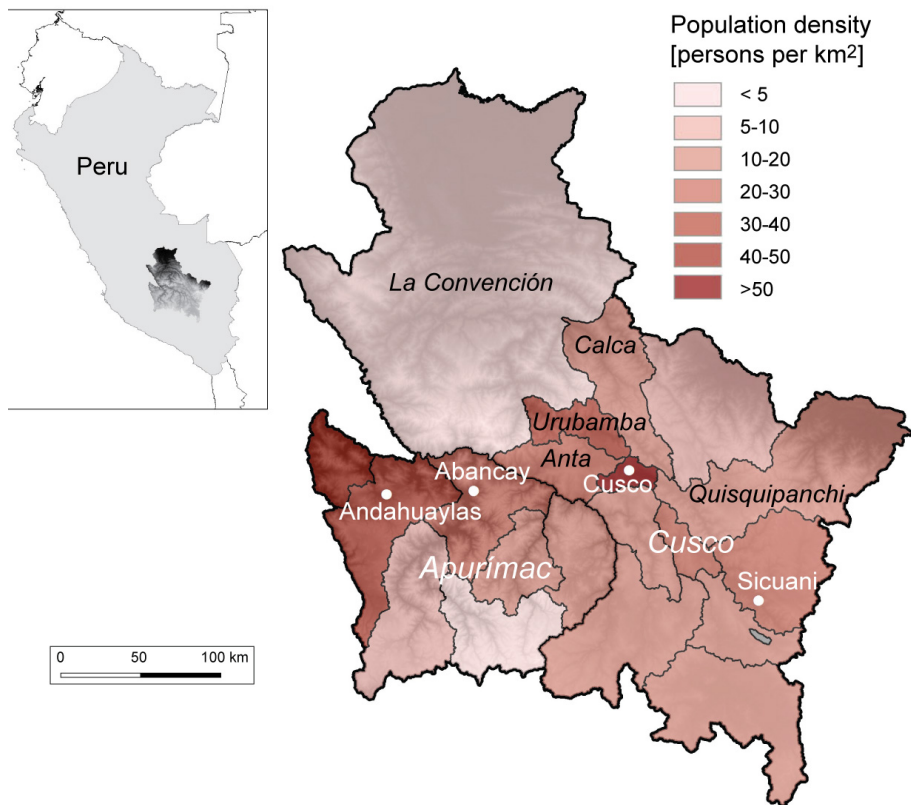 Population density
[persons per km2]
< 5
5-10
10-20
20-30
30-40
40-50
>50
Peru
La Convención
Calca
Urubamba
Anta
Abancay
Cusco
Andahuaylas
Quisquipanchi
Cusco
Apurímac
Sicuani
0 50 100 km